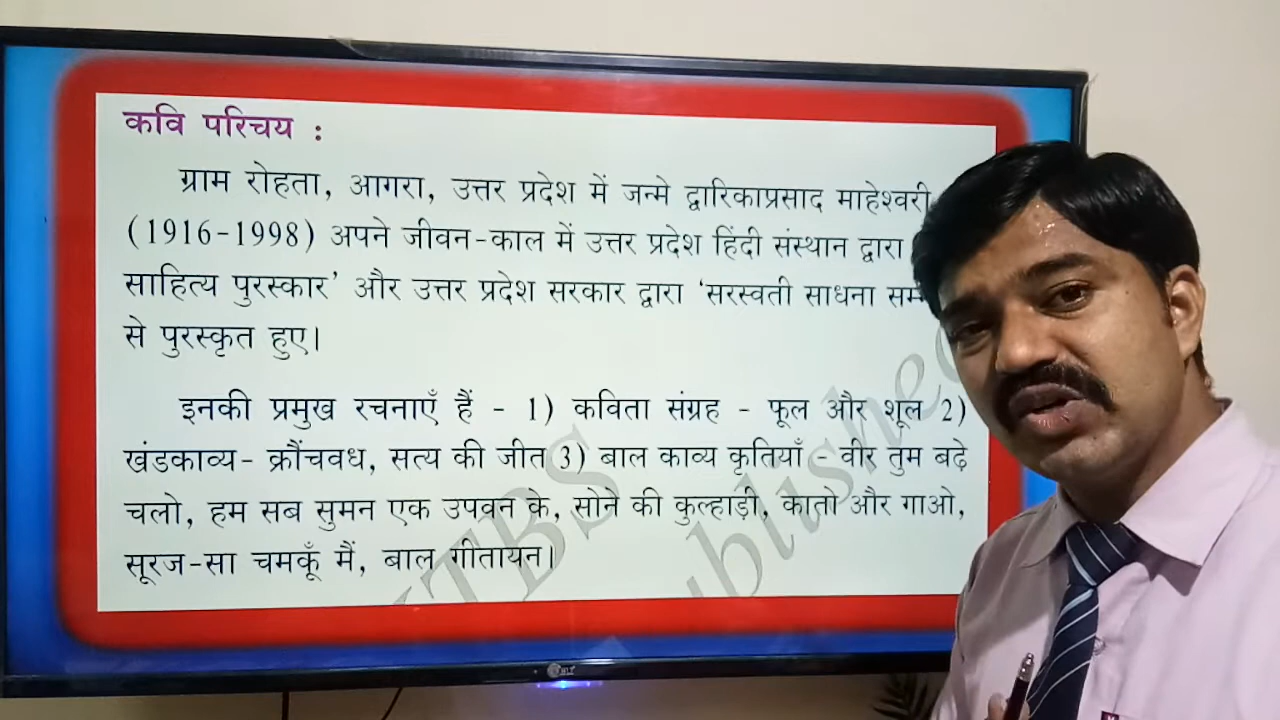 कवि परिचय :
ग्राम रोहता, आगरा, उत्तर प्रदेश में जन्मे द्वारिकाप्रसाद माहेश्वरी
(1916-1998) अपने जीवन-काल में उत्तर प्रदेश हिंदी संस्थान द्वारा
साहित्य पुरस्कार' और उत्तर प्रदेश सरकार द्वारा 'सरस्वती साधना
से पुरस्कृत हुए।
इनकी प्रमुख रचनाएँ हैं - 1) कविता संग्रह - फूल और शूल 2)
खंडकाव्य- क्रौंचवध, सत्य की जीत 3) बाल काव्य कृतियाँ - वीर तुम बढ़े
चलो, हम सब सुमन एक उपवन के, सोने की कुल्हाड़ी, कातो और गाओ,
सूरज-सा चमकूँ मैं, बाल गीतायन।
KTBS